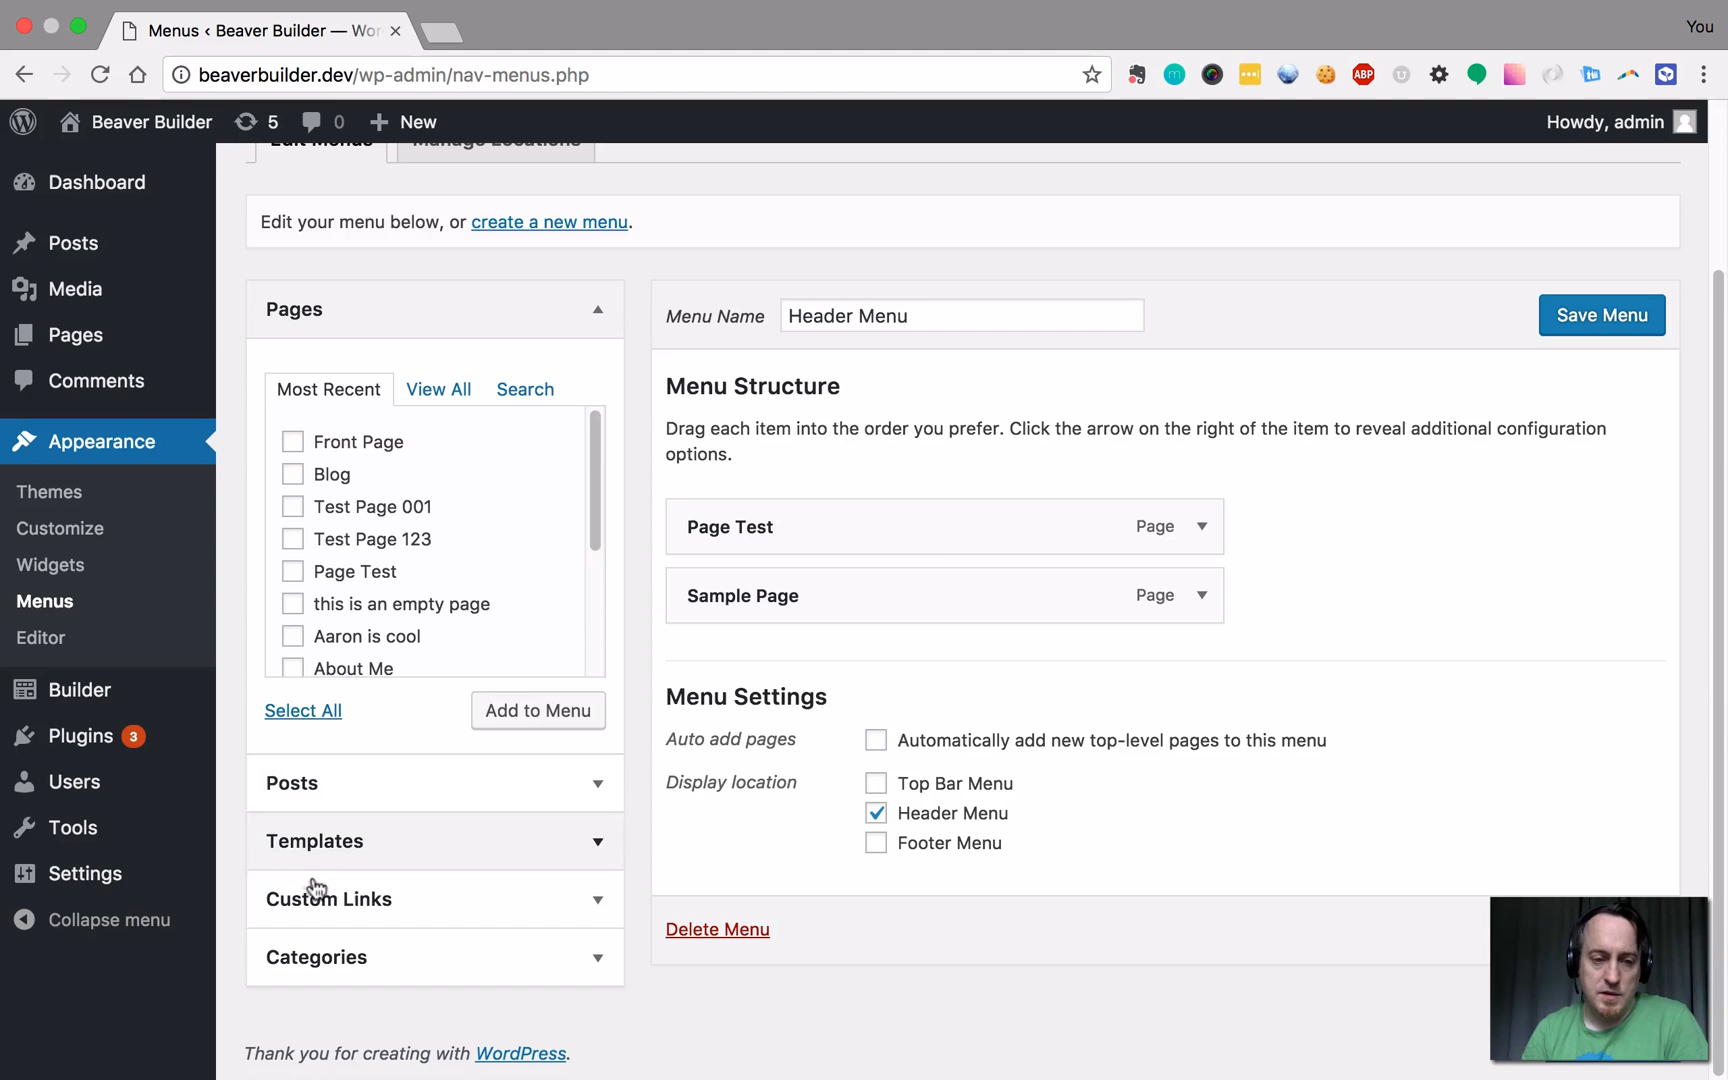 Menus ‹ Beaver Builder — Wor
You
beaverbuilder.dev/wp-admin/nav-menus.php
ABP
Beaver Builder
5
0
New
Howdy, admin
Dashboard
Posts
Media
Pages
Comments
Appearance
Themes
Customize
Widgets
Menus
Editor
Builder
Plugins 3
Users
Tools
Settings
Collapse menu
Edit Menus
Manage Locations
Edit your menu below, or create a new menu.
Pages
Most Recent
View All
Search
Front Page
Blog
Test Page 001
Test Page 123
Page Test
this is an empty page
Aaron is cool
About Me
Select All
Add to Menu
Posts
Templates
Custom Links
Categories
Menu Name
Header Menu
Save Menu
Menu Structure
Drag each item into the order you prefer. Click the arrow on the right of the item to reveal additional configuration
options.
Page Test
Page
Sample Page
Page
Menu Settings
Auto add pages
Automatically add new top-level pages to this menu
Display location
Top Bar Menu
Header Menu
Footer Menu
Delete Menu
Thank you for creating with WordPress.